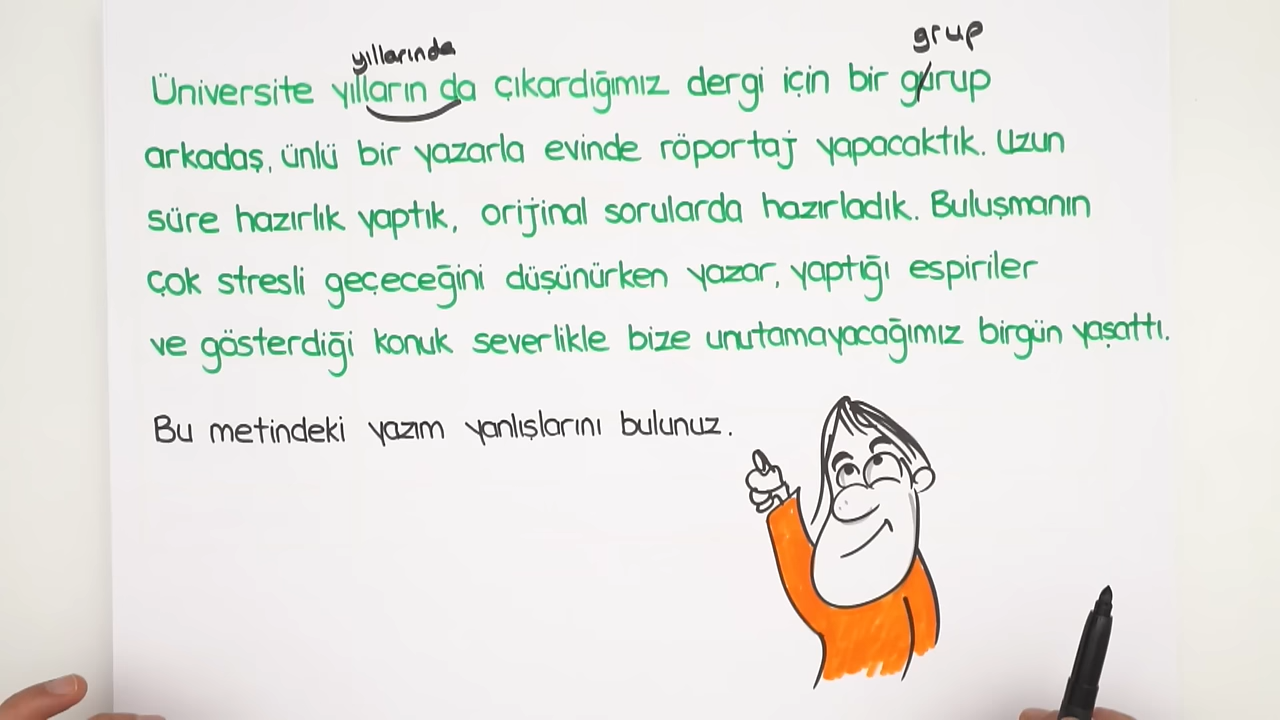 yıllarında grup
Üniversite yılların da çıkardığımız dergi için bir gurup
arkadaş, ünlü bir yazarla evinde röportaj yapacaktık. Uzun
süre hazırlık yaptık, orijinal sorularda hazırladık. Buluşmanın
çok stresli geçeceğini düşünürken yazar, yaptığı espiriler
ve gösterdiği konuk severlikle bize unutamayacağımız birgün yaşattı.
Bu metindeki yazım yanlışlarını bulunuz.